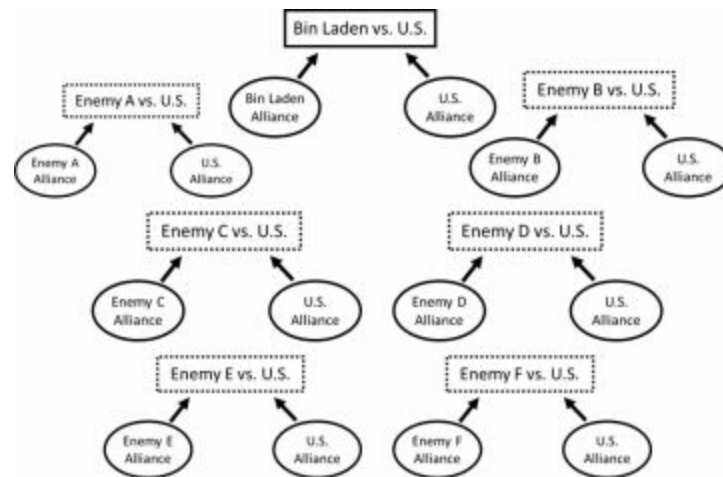 Bin Laden vs. U.S.
Enemy A vs. U.S.
Bin Laden
Alliance
U.S.
Alliance
Enemy B vs. U.S.
Enemy A
Alliance
U.S.
Alliance
Enemy B
Alliance
U.S.
Alliance
Enemy C vs. U.S.
Enemy D vs. U.S.
Enemy C
Alliance
U.S.
Alliance
Enemy D
Alliance
U.S.
Alliance
Enemy E vs. U.S.
Enemy F vs. U.S.
Enemy E
Alliance
U.S.
Alliance
Enemy F
Alliance
U.S.
Alliance